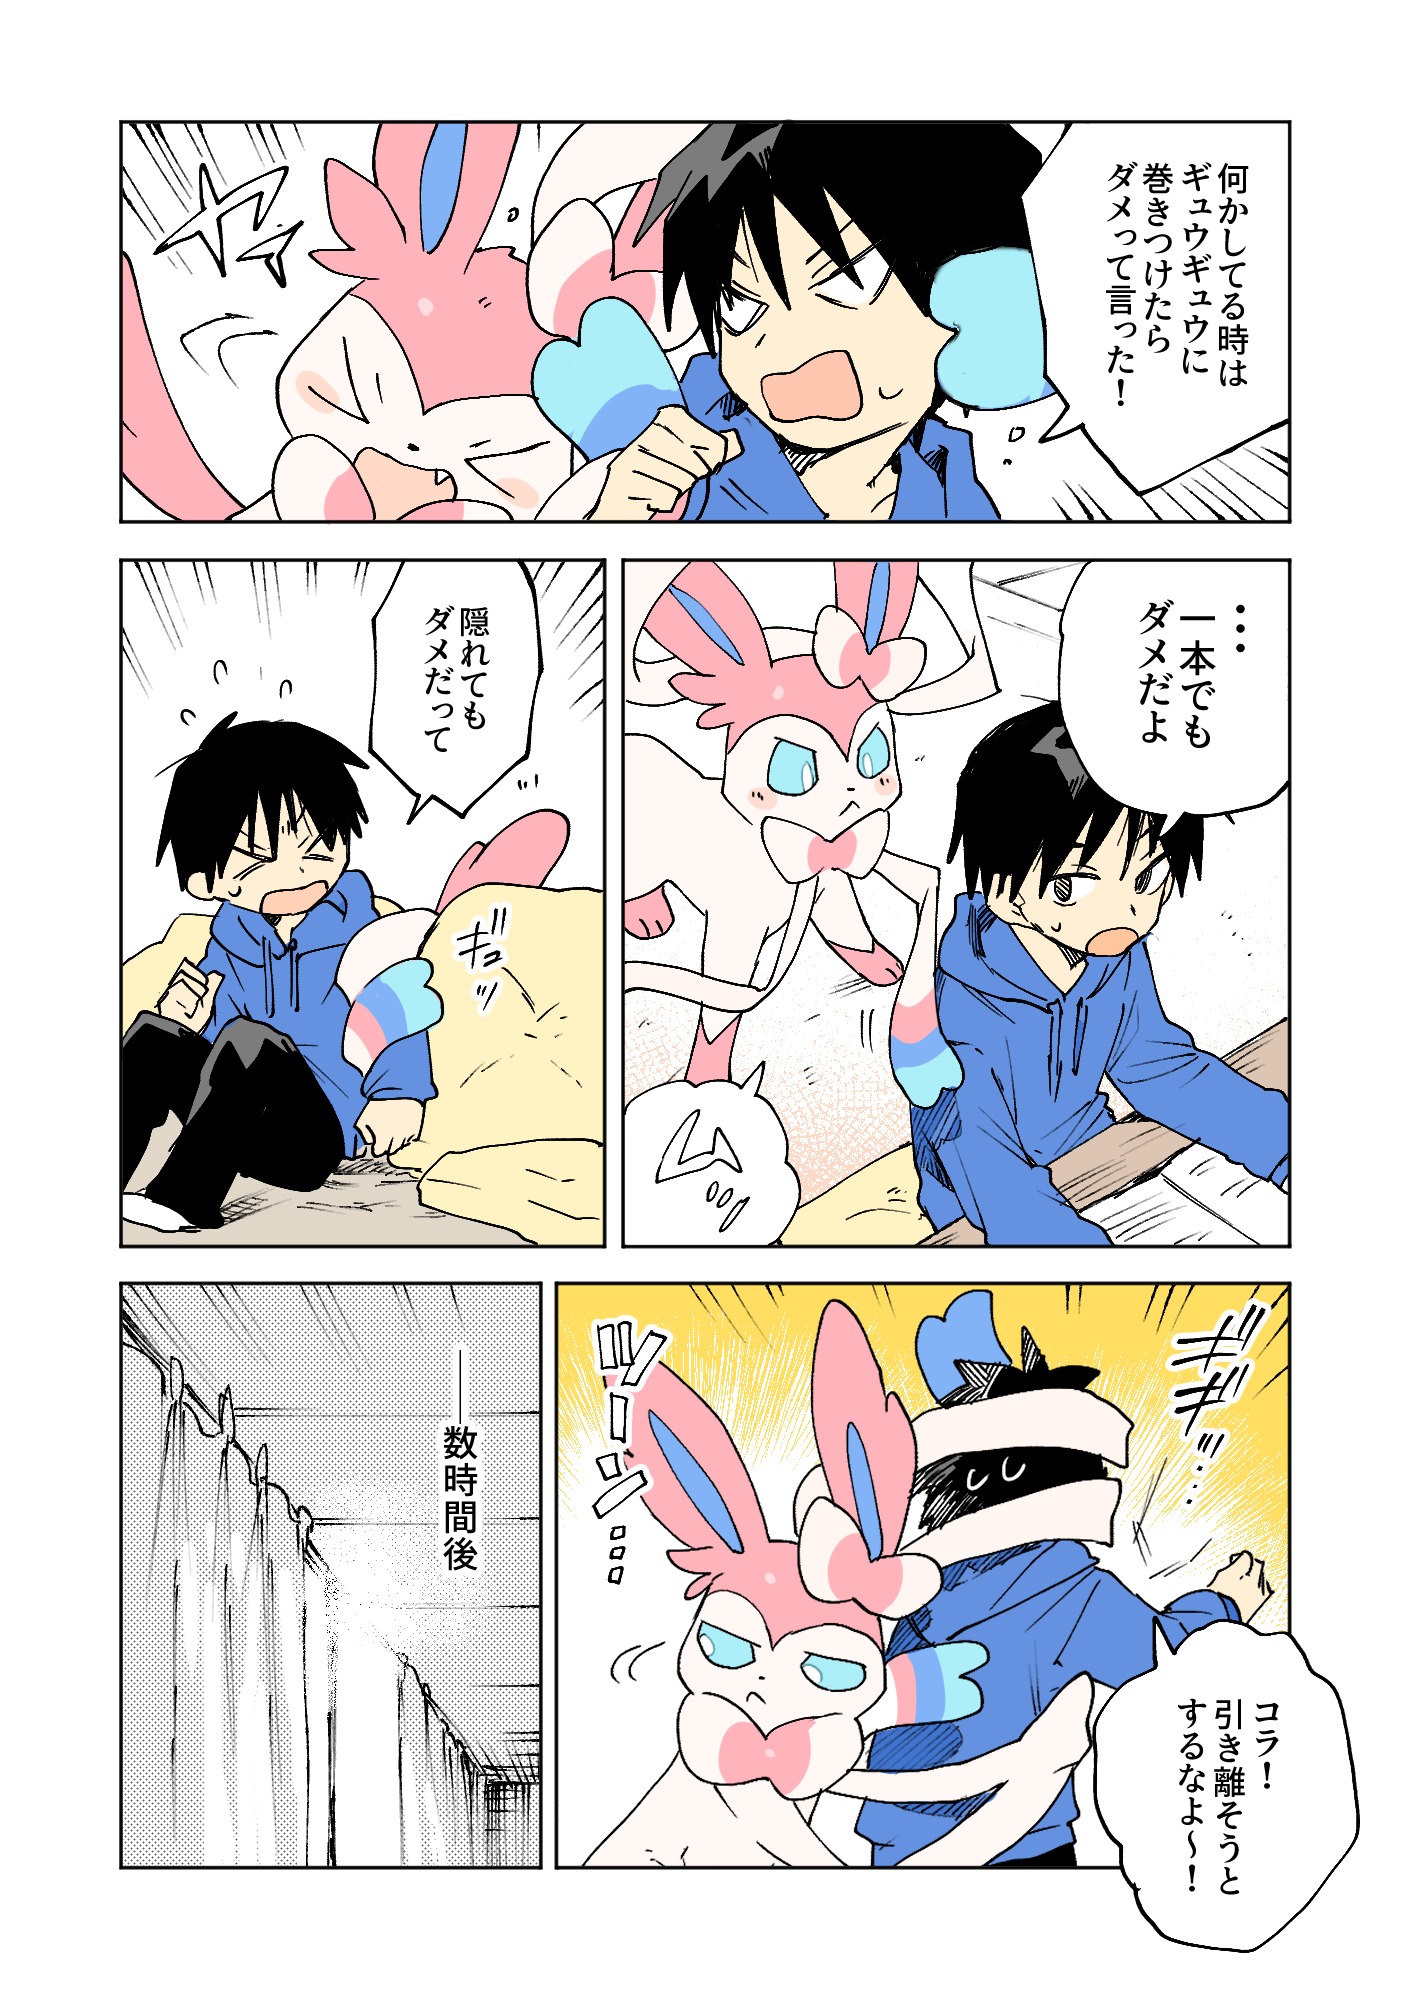 何かしてる時は
ギュウギュウに
巻きつけたら
ダメって言った！
ヤダ
…
一本でも
ダメだよ
ム…
隠れても
ダメだって
ギュッ
ギギギッ…
コラ！
引き離そうと
するなよ～！
ツーン…
――数時間後